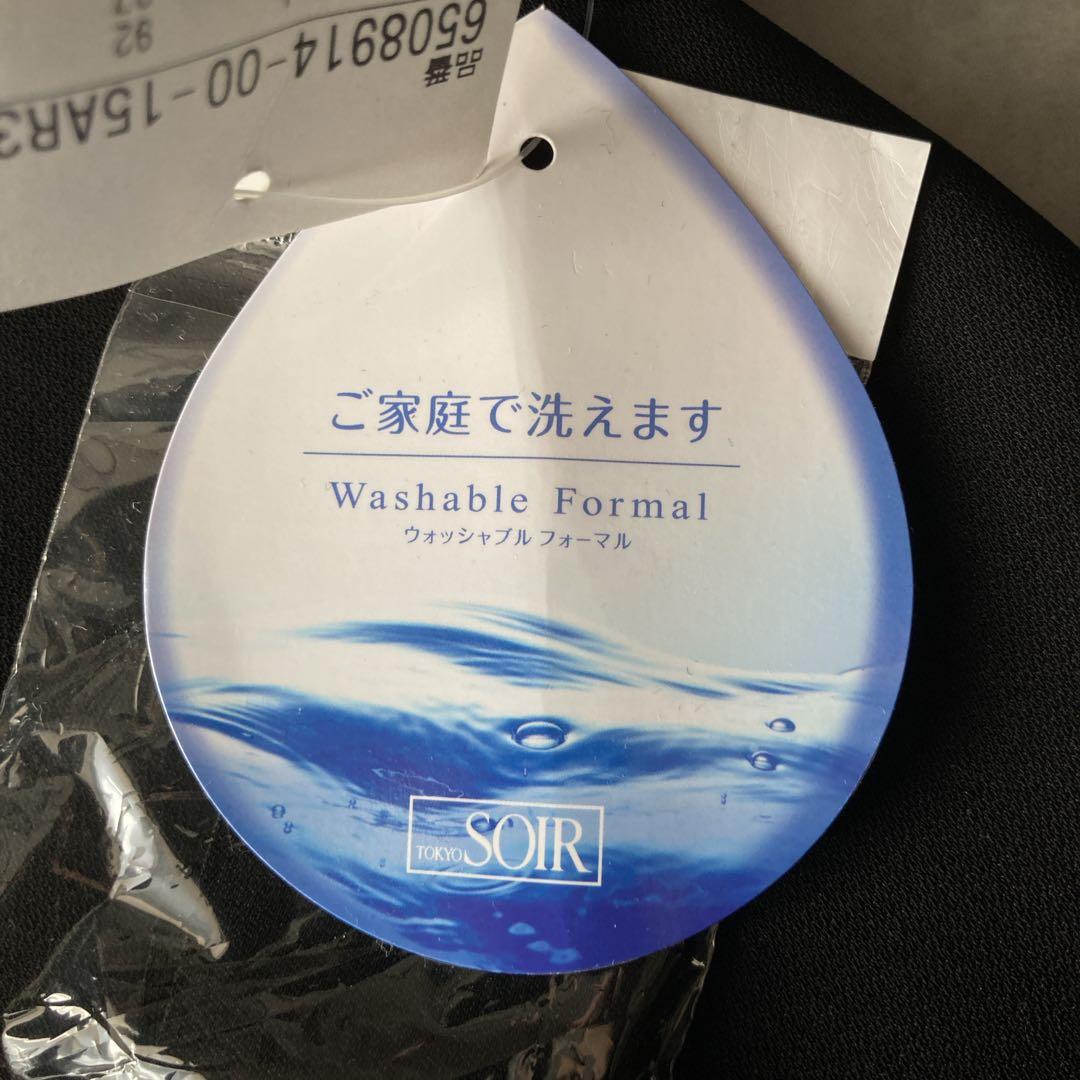 品番
6508914-00-15AR3
92
ご家庭で洗えます
Washable Formal
ウォッシャブル フォーマル
TOKYO SOIR